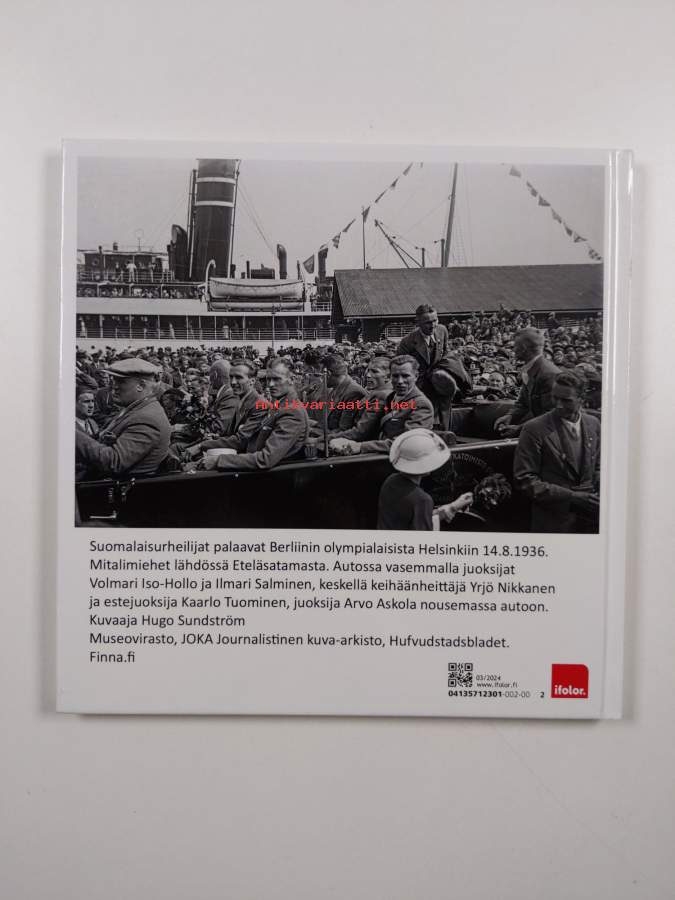 Antikvariaatti.net
KATOIMISTO
Suomalaisurheilijat palaavat Berliinin olympialaisista Helsinkiin 14.8.1936.
Mitalimiehet lähdössä Eteläsatamasta. Autossa vasemmalla juoksijat
Volmari Iso-Hollo ja Ilmari Salminen, keskellä keihäänheittäjä Yrjö Nikkanen
ja estejuoksija Kaarlo Tuominen, juoksija Arvo Askola nousemassa autoon.
Kuvaaja Hugo Sundström
Museovirasto, JOKA Journalistinen kuva-arkisto, Hufvudstadsbladet.
Finna.fi
03/2024
www.ifolor.fi
04135712301-002-00 2
ifolor.